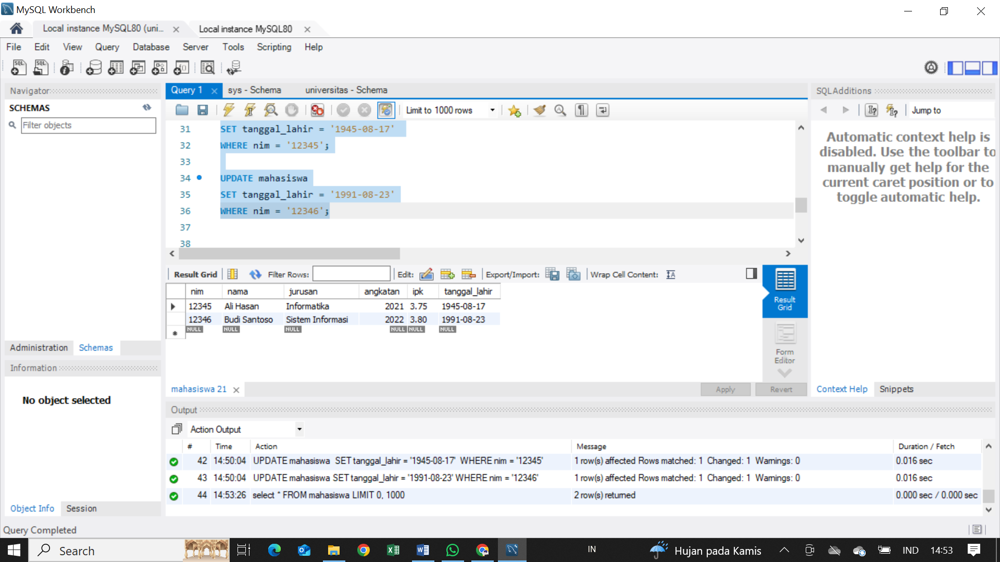 MySQL Workbench
Local instance MySQL80 (uni...
Local instance MySQL80
File Edit View Query Database Server Tools Scripting Help
Navigator
SCHEMAS
Filter objects
Administration Schemas
Information
No object selected
Object Info Session
Query 1 sys - Schema universitas - Schema
Limit to 1000 rows
31 SET tanggal_lahir = '1945-08-17'
32 WHERE nim = '12345';
33
34 UPDATE mahasiswa
35 SET tanggal_lahir = '1991-08-23'
36 WHERE nim = '12346';
37
38
Result Grid Filter Rows: Edit: Export/Import: Wrap Cell Content:
nim nama jurusan angkatan ipk tanggal_lahir
12345 Ali Hasan Informatika 2021 3.75 1945-08-17
12346 Budi Santoso Sistem Informasi 2022 3.80 1991-08-23
NULL NULL NULL NULL NULL NULL
Result
Grid
Form
Editor
mahasiswa 21
Apply Revert
SQLAdditions
Jump to
Automatic context help is
disabled. Use the toolbar to
manually get help for the
current caret position or to
toggle automatic help.
Context Help Snippets
Output
Action Output
# Time Action Message Duration / Fetch
42 14:50:04 UPDATE mahasiswa SET tanggal_lahir = '1945-08-17' WHERE nim = '12345' 1 row(s) affected Rows matched: 1 Changed: 1 Warnings: 0 0.016 sec
43 14:50:04 UPDATE mahasiswa SET tanggal_lahir = '1991-08-23' WHERE nim = '12346' 1 row(s) affected Rows matched: 1 Changed: 1 Warnings: 0 0.016 sec
44 14:53:26 select * FROM mahasiswa LIMIT 0, 1000 2 row(s) returned 0.000 sec / 0.000 sec
Query Completed
Search
IN
Hujan pada Kamis
IND 14:53